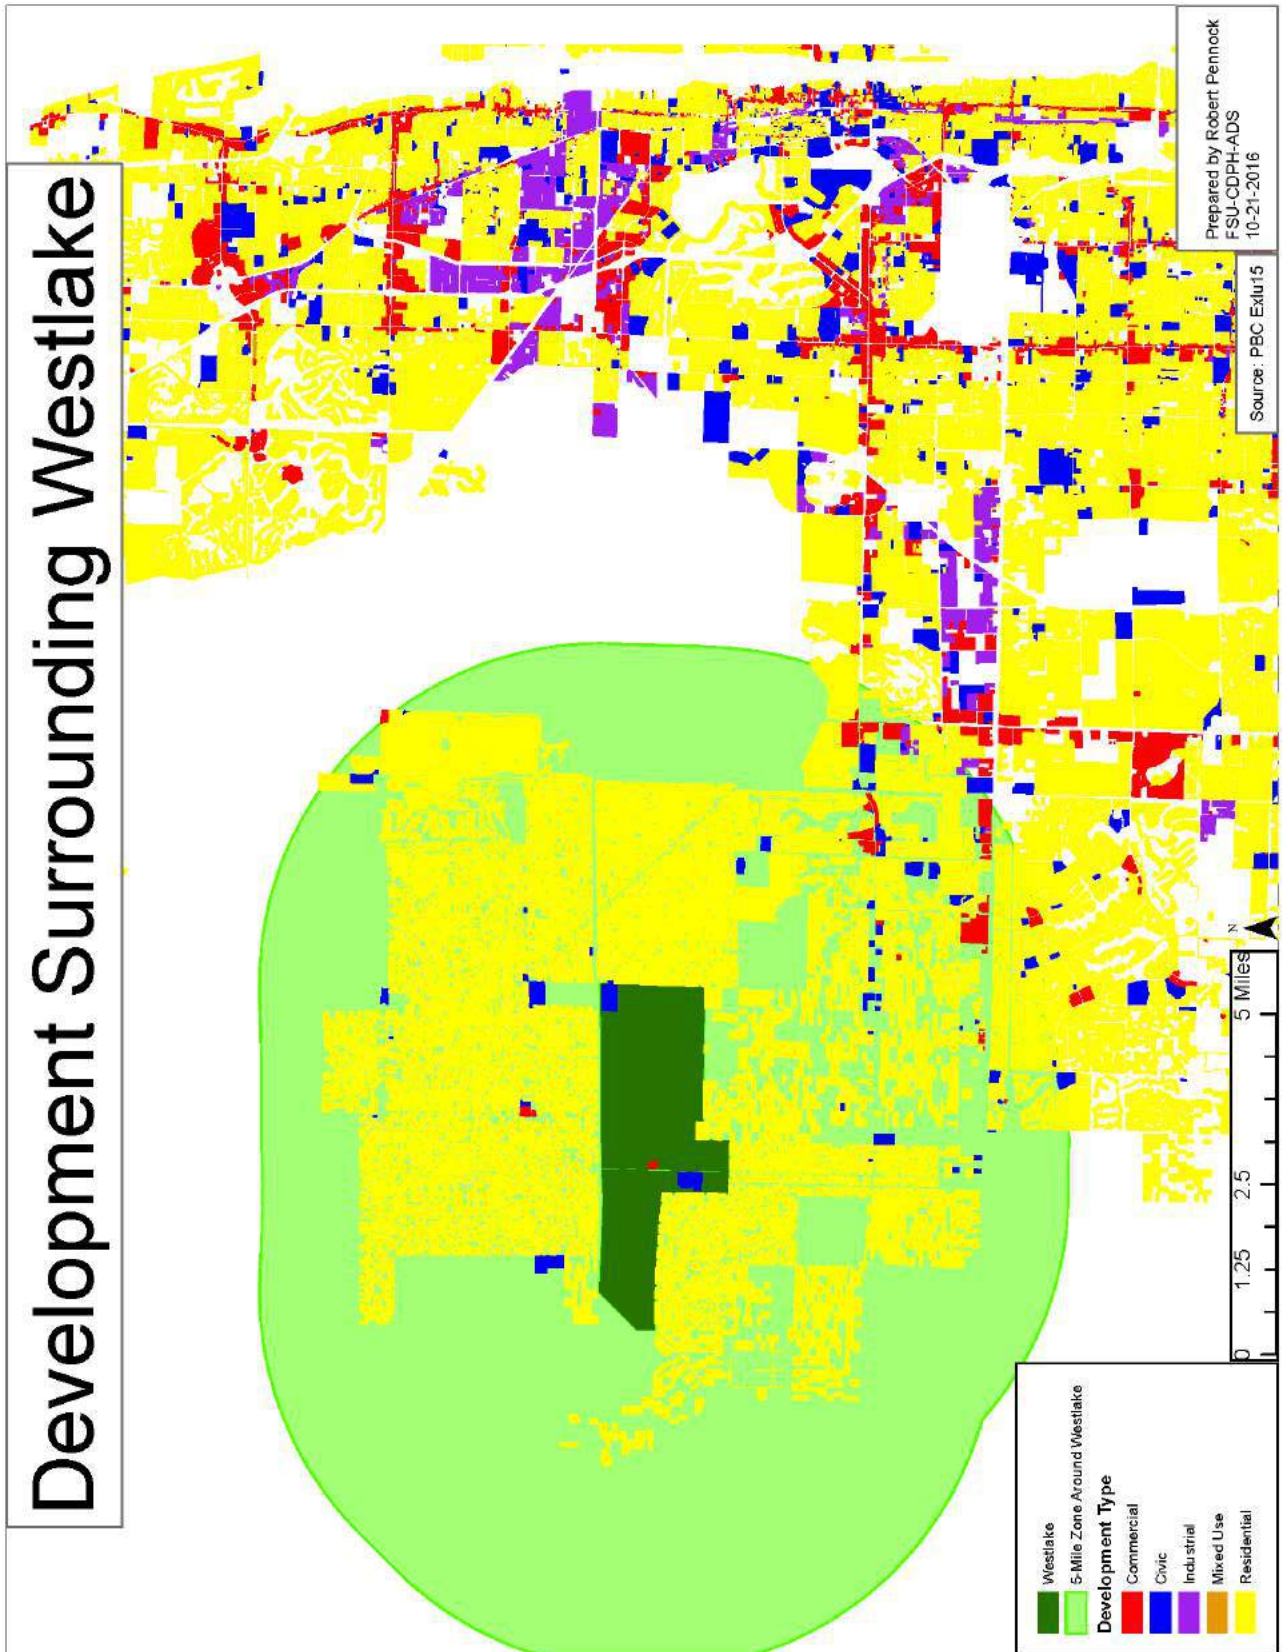 Development Surrounding Westlake
Prepared by Robert Pennock
FSU-CDPH-ADS
10-21-2016
Source: PBC Exlu15
Westlake
5-Mile Zone Around Westlake
Development Type
Commercial
Civic
Industrial
Mixed Use
Residential
0 1.25 2.5 5 Miles
N